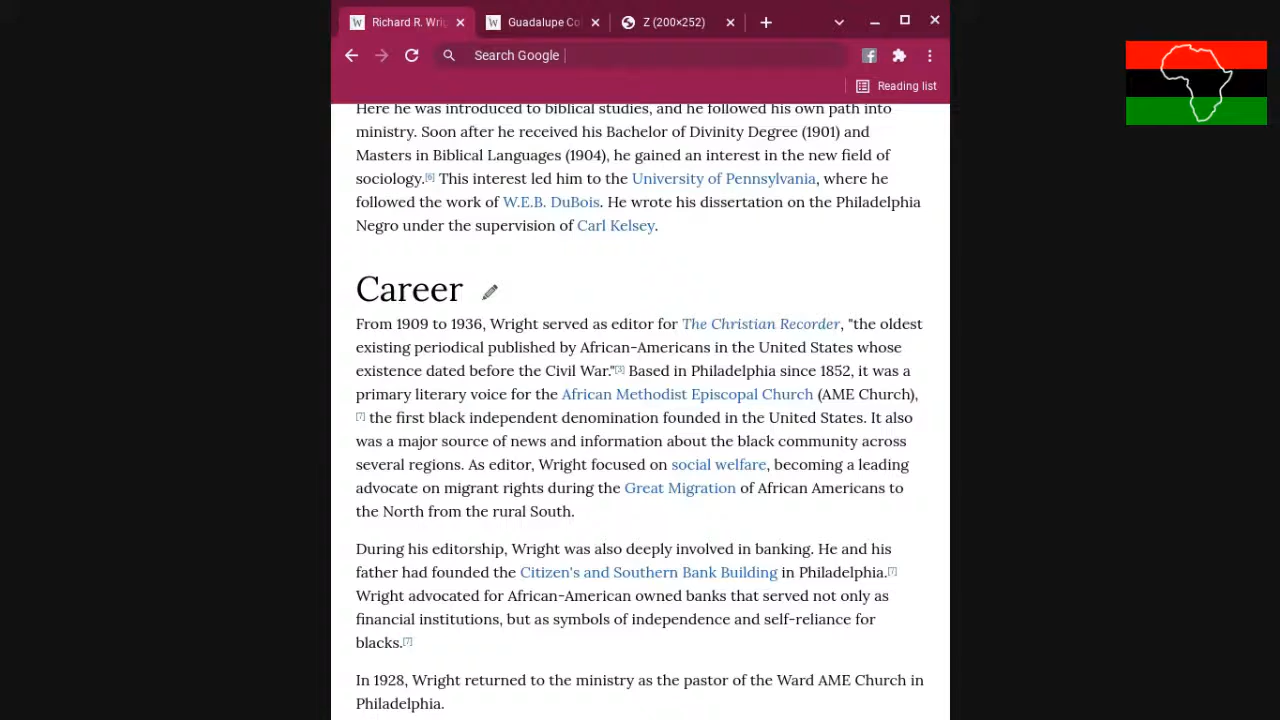 Richard R. Wri
Guadalupe Co
Z (200×252)
Search Google
Reading list
Here he was introduced to biblical studies, and he followed his own path into
ministry. Soon after he received his Bachelor of Divinity Degree (1901) and
Masters in Biblical Languages (1904), he gained an interest in the new field of
sociology.[6] This interest led him to the University of Pennsylvania, where he
followed the work of W.E.B. DuBois. He wrote his dissertation on the Philadelphia
Negro under the supervision of Carl Kelsey.
Career
From 1909 to 1936, Wright served as editor for The Christian Recorder, "the oldest
existing periodical published by African-Americans in the United States whose
existence dated before the Civil War."[3] Based in Philadelphia since 1852, it was a
primary literary voice for the African Methodist Episcopal Church (AME Church),
[7] the first black independent denomination founded in the United States. It also
was a major source of news and information about the black community across
several regions. As editor, Wright focused on social welfare, becoming a leading
advocate on migrant rights during the Great Migration of African Americans to
the North from the rural South.
During his editorship, Wright was also deeply involved in banking. He and his
father had founded the Citizen's and Southern Bank Building in Philadelphia.[7]
Wright advocated for African-American owned banks that served not only as
financial institutions, but as symbols of independence and self-reliance for
blacks.[7]
In 1928, Wright returned to the ministry as the pastor of the Ward AME Church in
Philadelphia.